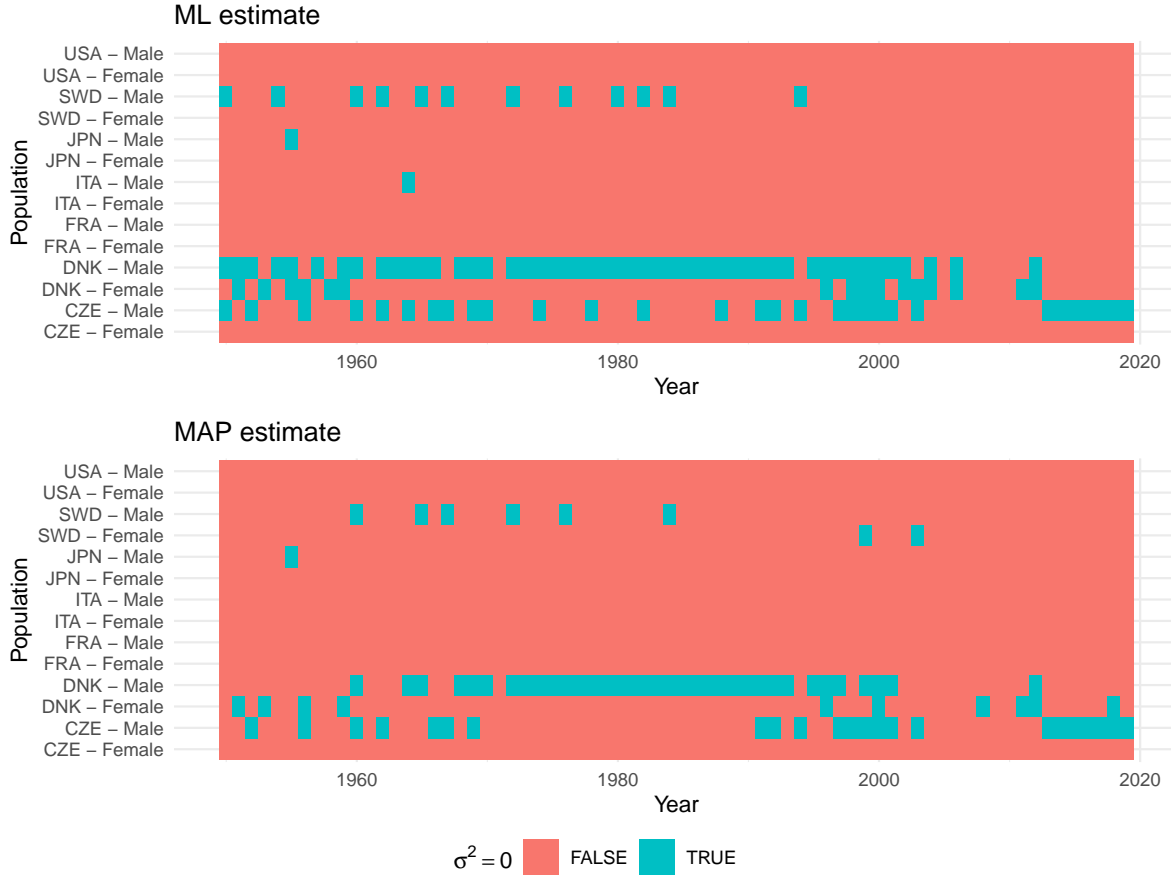 ML estimate
Population
USA − Male
USA − Female
SWD − Male
SWD − Female
JPN − Male
JPN − Female
ITA − Male
ITA − Female
FRA − Male
FRA − Female
DNK − Male
DNK − Female
CZE − Male
CZE − Female
1960 1980 2000 2020
Year
MAP estimate
Population
USA − Male
USA − Female
SWD − Male
SWD − Female
JPN − Male
JPN − Female
ITA − Male
ITA − Female
FRA − Male
FRA − Female
DNK − Male
DNK − Female
CZE − Male
CZE − Female
1960 1980 2000 2020
Year
σ² = 0 FALSE TRUE